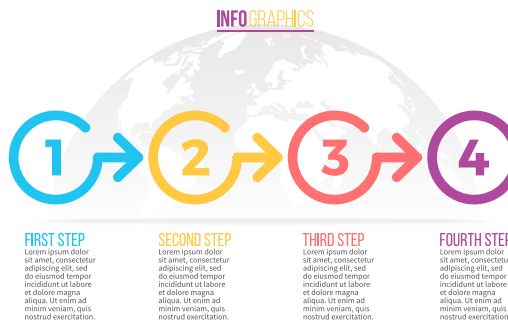 INFOGRAPHICS
1 2 3 4
FIRST STEP
Lorem ipsum dolor
sit amet, consectetur
adipiscing elit, sed
do eiusmod tempor
incididunt ut labore
et dolore magna
aliqua. Ut enim ad
minim veniam, quis
nostrud exercitation.
SECOND STEP
Lorem ipsum dolor
sit amet, consectetur
adipiscing elit, sed
do eiusmod tempor
incididunt ut labore
et dolore magna
aliqua. Ut enim ad
minim veniam, quis
nostrud exercitation.
THIRD STEP
Lorem ipsum dolor
sit amet, consectetur
adipiscing elit, sed
do eiusmod tempor
incididunt ut labore
et dolore magna
aliqua. Ut enim ad
minim veniam, quis
nostrud exercitation.
FOURTH STEP
Lorem ipsum dolor
sit amet, consectetur
adipiscing elit, sed
do eiusmod tempor
incididunt ut labore
et dolore magna
aliqua. Ut enim ad
minim veniam, quis
nostrud exercitation.